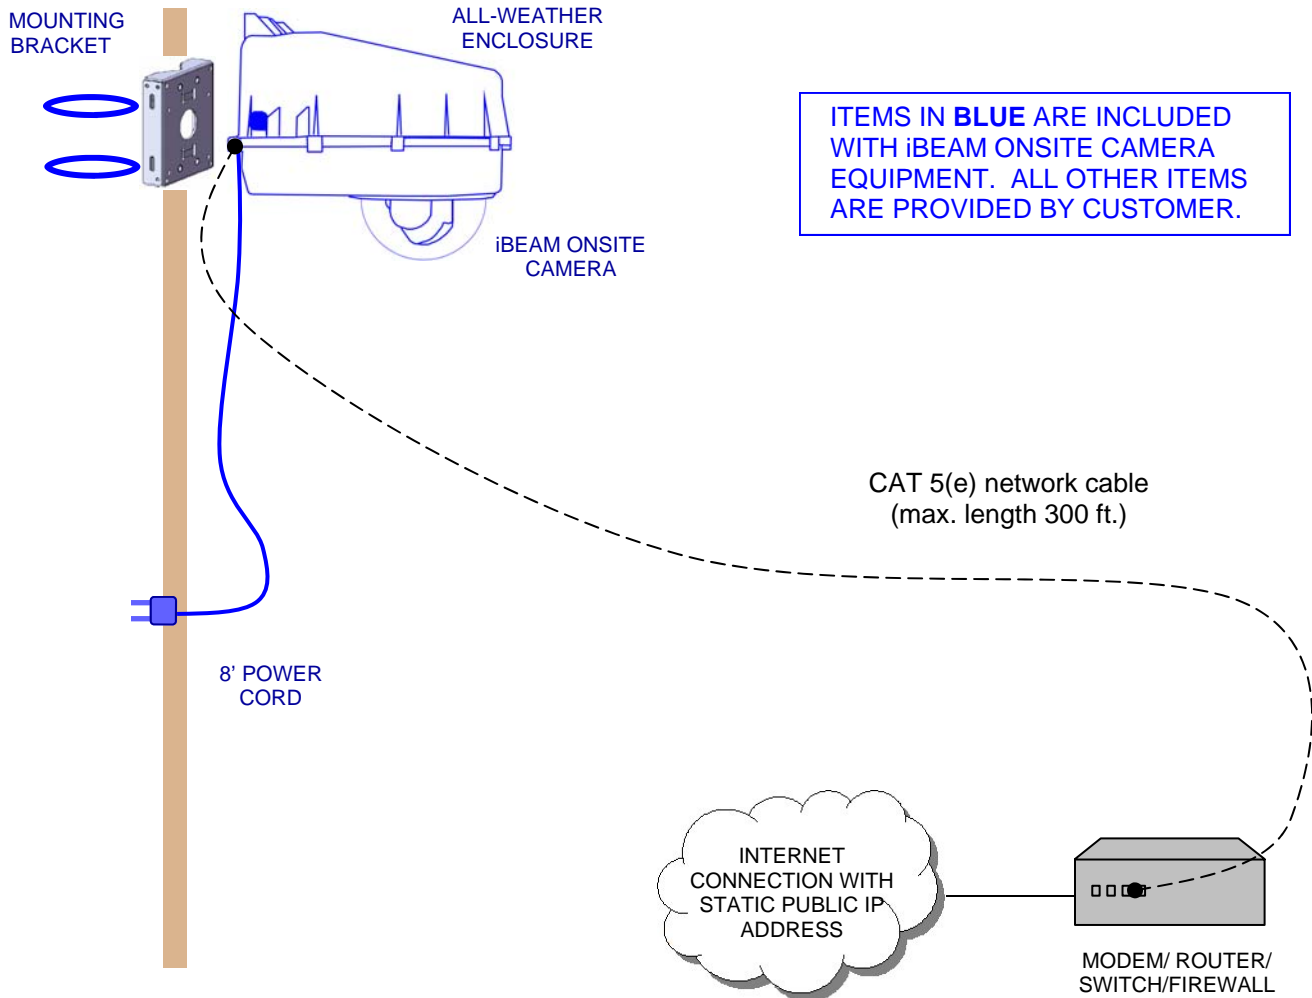 MOUNTING
BRACKET
ALL-WEATHER
ENCLOSURE
ITEMS IN BLUE ARE INCLUDED
WITH iBEAM ONSITE CAMERA
EQUIPMENT.  ALL OTHER ITEMS
ARE PROVIDED BY CUSTOMER.
iBEAM ONSITE
CAMERA
CAT 5(e) network cable
(max. length 300 ft.)
8’ POWER
CORD
INTERNET
CONNECTION WITH
STATIC PUBLIC IP
ADDRESS
MODEM/ ROUTER/
SWITCH/FIREWALL